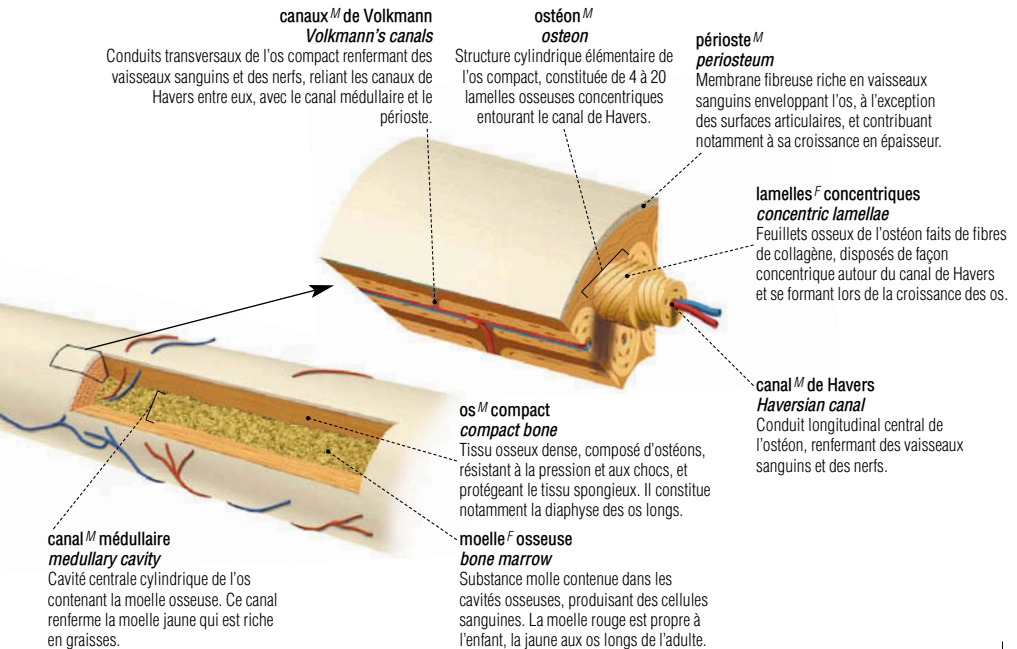 canaux M de Volkmann
Volkmann's canals
Conduits transversaux de l'os compact renfermant des
vaisseaux sanguins et des nerfs, reliant les canaux de
Havers entre eux, avec le canal médullaire et le
périoste.
ostéon M
osteon
Structure cylindrique élémentaire de
l'os compact, constituée de 4 à 20
lamelles osseuses concentriques
entourant le canal de Havers.
périoste M
periosteum
Membrane fibreuse riche en vaisseaux
sanguins enveloppant l'os, à l'exception
des surfaces articulaires, et contribuant
notamment à sa croissance en épaisseur.
lamelles F concentriques
concentric lamellae
Feuillets osseux de l'ostéon faits de fibres
de collagène, disposés de façon
concentrique autour du canal de Havers
et se formant lors de la croissance des os.
canal M de Havers
Haversian canal
Conduit longitudinal central de
l'ostéon, renfermant des vaisseaux
sanguins et des nerfs.
os M compact
compact bone
Tissu osseux dense, composé d'ostéons,
résistant à la pression et aux chocs, et
protégeant le tissu spongieux. Il constitue
notamment la diaphyse des os longs.
canal M médullaire
medullary cavity
Cavité centrale cylindrique de l'os
contenant la moelle osseuse. Ce canal
renferme la moelle jaune qui est riche
en graisses.
moelle F osseuse
bone marrow
Substance molle contenue dans les
cavités osseuses, produisant des cellules
sanguines. La moelle rouge est propre à
l'enfant, la jaune aux os longs de l'adulte.